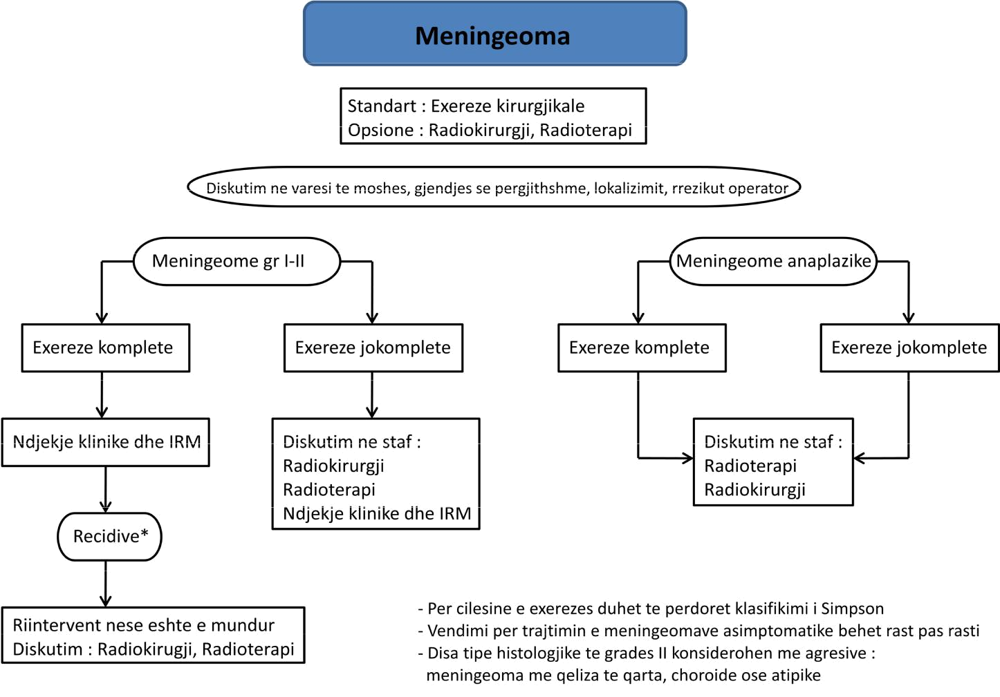 Meningeoma
Standart : Exereze kirurgjikale
Opsione : Radiokirurgji, Radioterapi
Diskutim ne varesi te moshes, gjendjes se pergjithshme, lokalizimit, rrezikut operator
Meningeome gr I-II
Meningeome anaplazike
Exereze komplete
Exereze jokomplete
Exereze komplete
Exereze jokomplete
Ndjekje klinike dhe IRM
Diskutim ne staf :
Radiokirurgji
Radioterapi
Ndjekje klinike dhe IRM
Diskutim ne staf :
Radioterapi
Radiokirurgji
Recidive*
Riintervent nese eshte e mundur
Diskutim : Radiokirugji, Radioterapi
- Per cilesine e exerezes duhet te perdoret klasifikimi i Simpson
- Vendimi per trajtimin e meningeomave asimptomatike behet rast pas rasti
- Disa tipe histologjike te grades II konsiderohen me agresive :
meningeoma me qeliza te qarta, choroide ose atipike